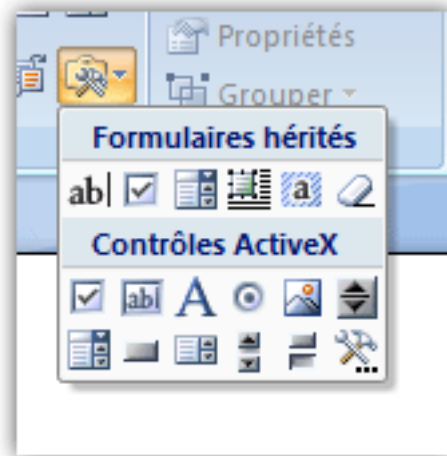 Propriétés
Grouper
Formulaires hérités
ab|
a
Contrôles ActiveX
abl
A